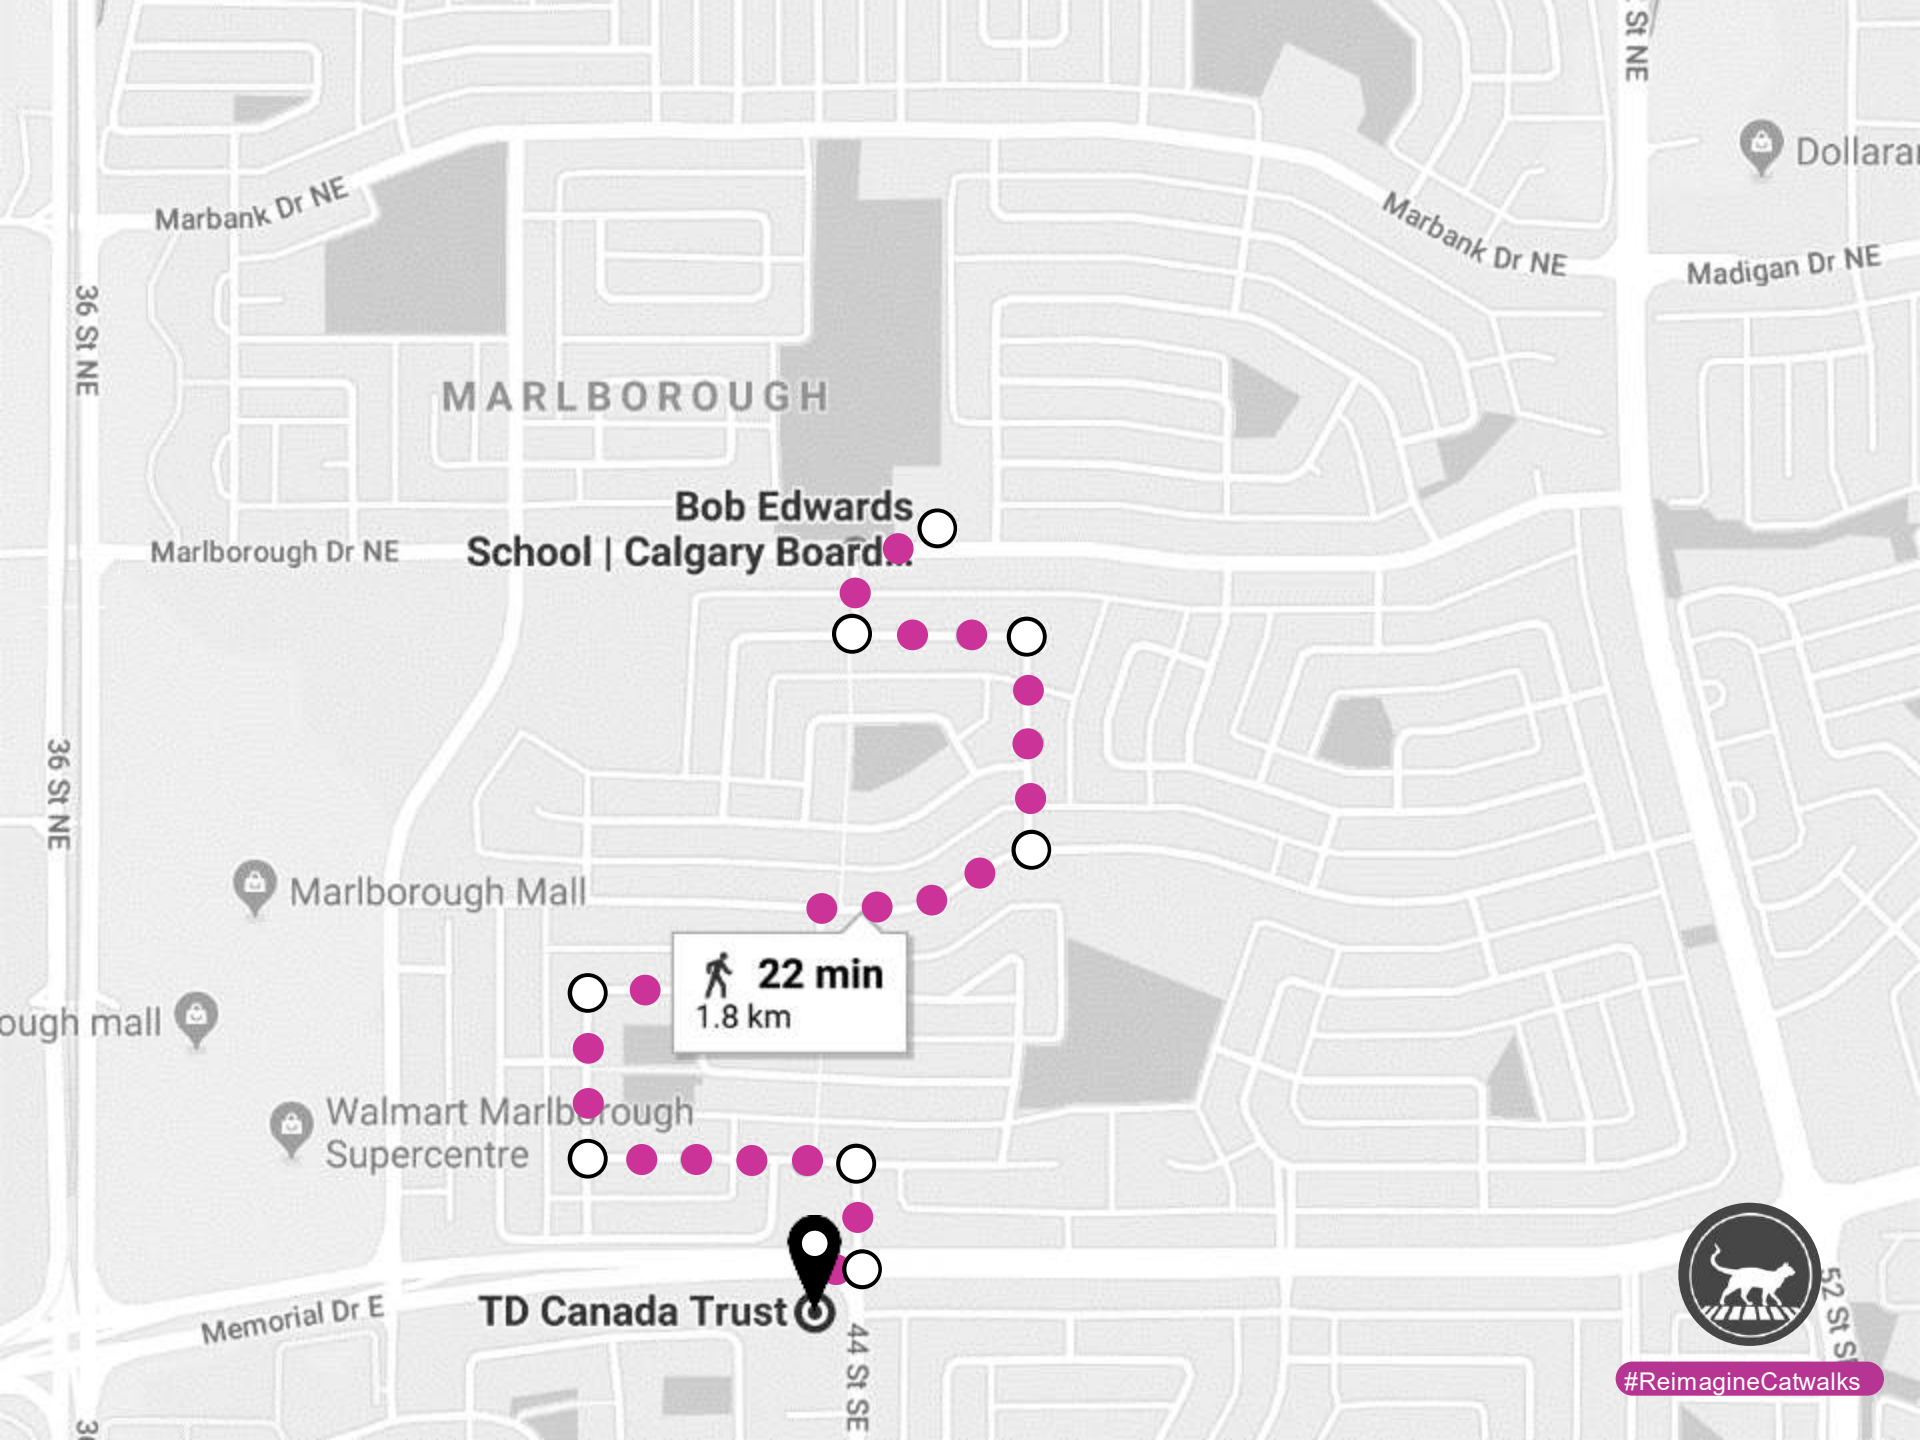 St NE
Dollarar
Marbank Dr NE
Marbank Dr NE
Madigan Dr NE
36 St NE
MARLBOROUGH
Bob Edwards
School | Calgary Board...
Marlborough Dr NE
36 St NE
Marlborough Mall
22 min
1.8 km
ough mall
Walmart Marlborough
Supercentre
Memorial Dr E
TD Canada Trust
44 St SE
52 St S
#ReimagineCatwalks
36